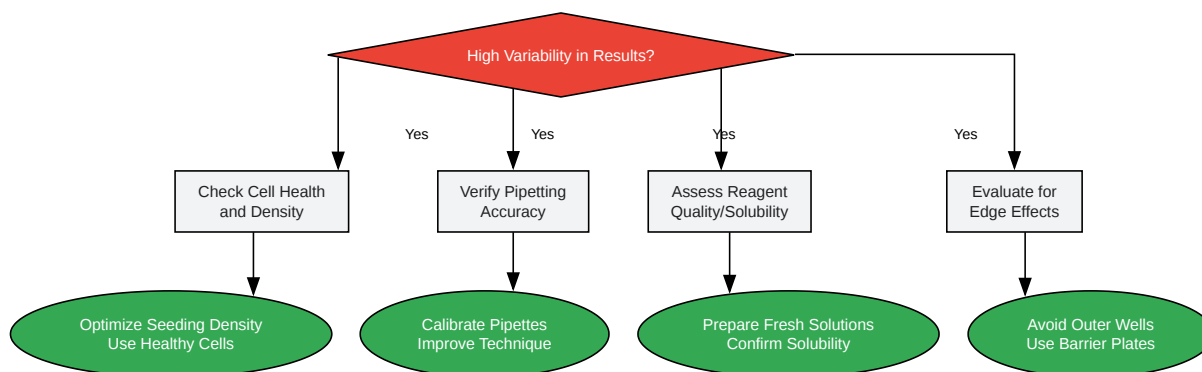 High Variability in Results?
Yes
Yes
Yes
Yes
Check Cell Health
and Density
Verify Pipetting
Accuracy
Assess Reagent
Quality/Solubility
Evaluate for
Edge Effects
Optimize Seeding Density
Use Healthy Cells
Calibrate Pipettes
Improve Technique
Prepare Fresh Solutions
Confirm Solubility
Avoid Outer Wells
Use Barrier Plates